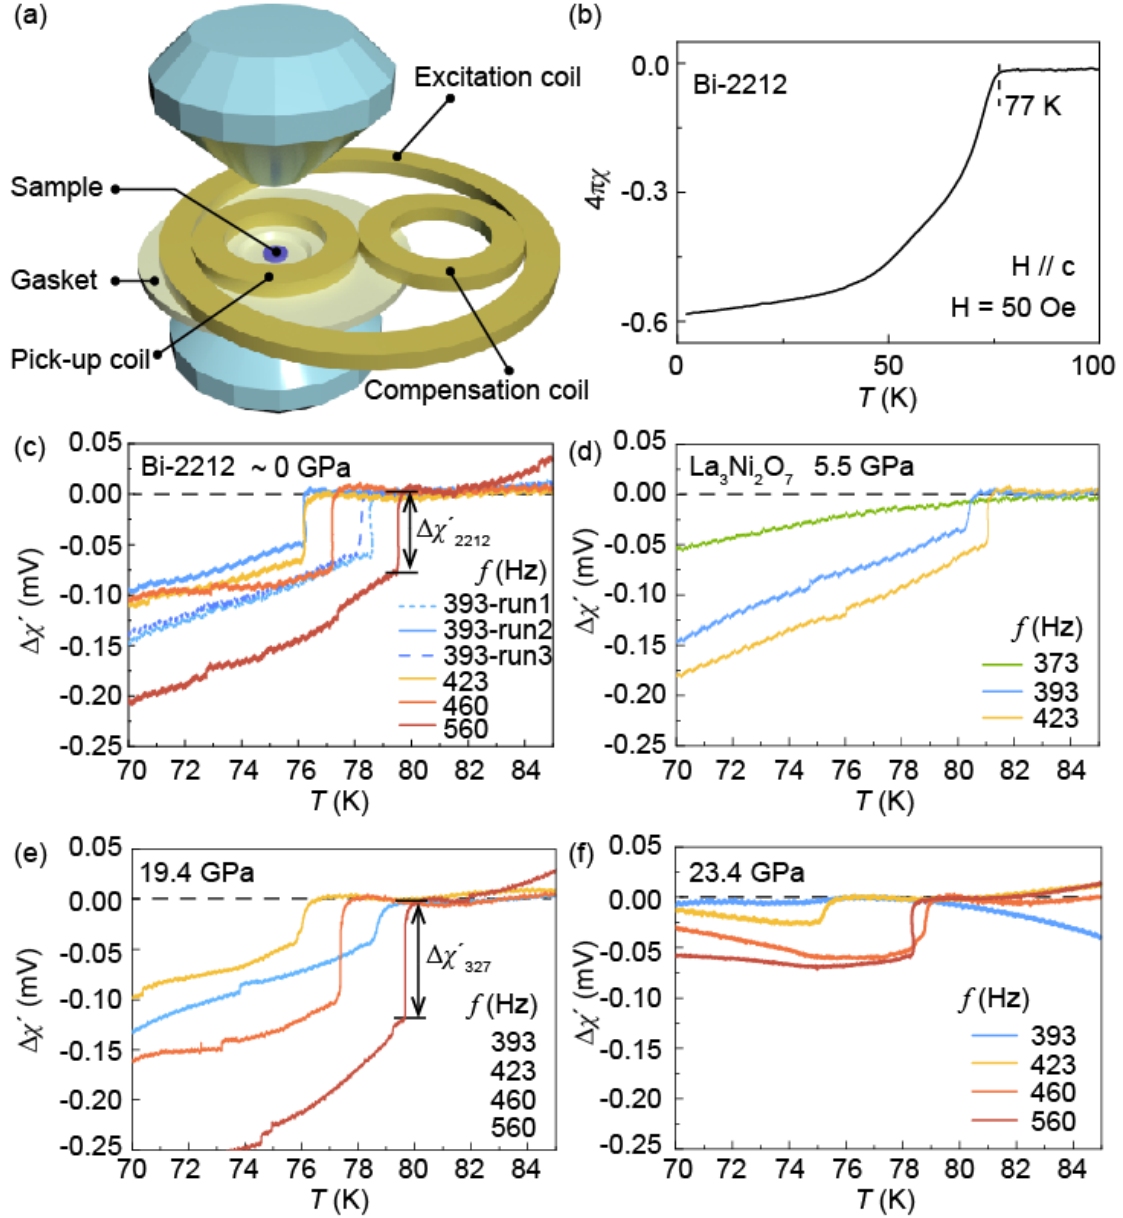 (a)
Excitation coil
Sample
Gasket
Pick-up coil
Compensation coil
(b)
Bi-2212
77 K
H // c
H = 50 Oe
4πχ
0.0
-0.3
-0.6
0
50
100
T (K)
(c)
Bi-2212 ~ 0 GPa
Δχ′2212
f (Hz)
393-run1
393-run2
393-run3
423
460
560
Δχ′ (mV)
0.05
0.00
-0.05
-0.10
-0.15
-0.20
-0.25
70 72 74 76 78 80 82 84
T (K)
(d)
La3Ni2O7 5.5 GPa
f (Hz)
373
393
423
Δχ′ (mV)
0.05
0.00
-0.05
-0.10
-0.15
-0.20
-0.25
70 72 74 76 78 80 82 84
T (K)
(e)
19.4 GPa
Δχ′327
f (Hz)
393
423
460
560
Δχ′ (mV)
0.05
0.00
-0.05
-0.10
-0.15
-0.20
-0.25
70 72 74 76 78 80 82 84
T (K)
(f)
23.4 GPa
f (Hz)
393
423
460
560
Δχ′ (mV)
0.05
0.00
-0.05
-0.10
-0.15
-0.20
-0.25
70 72 74 76 78 80 82 84
T (K)